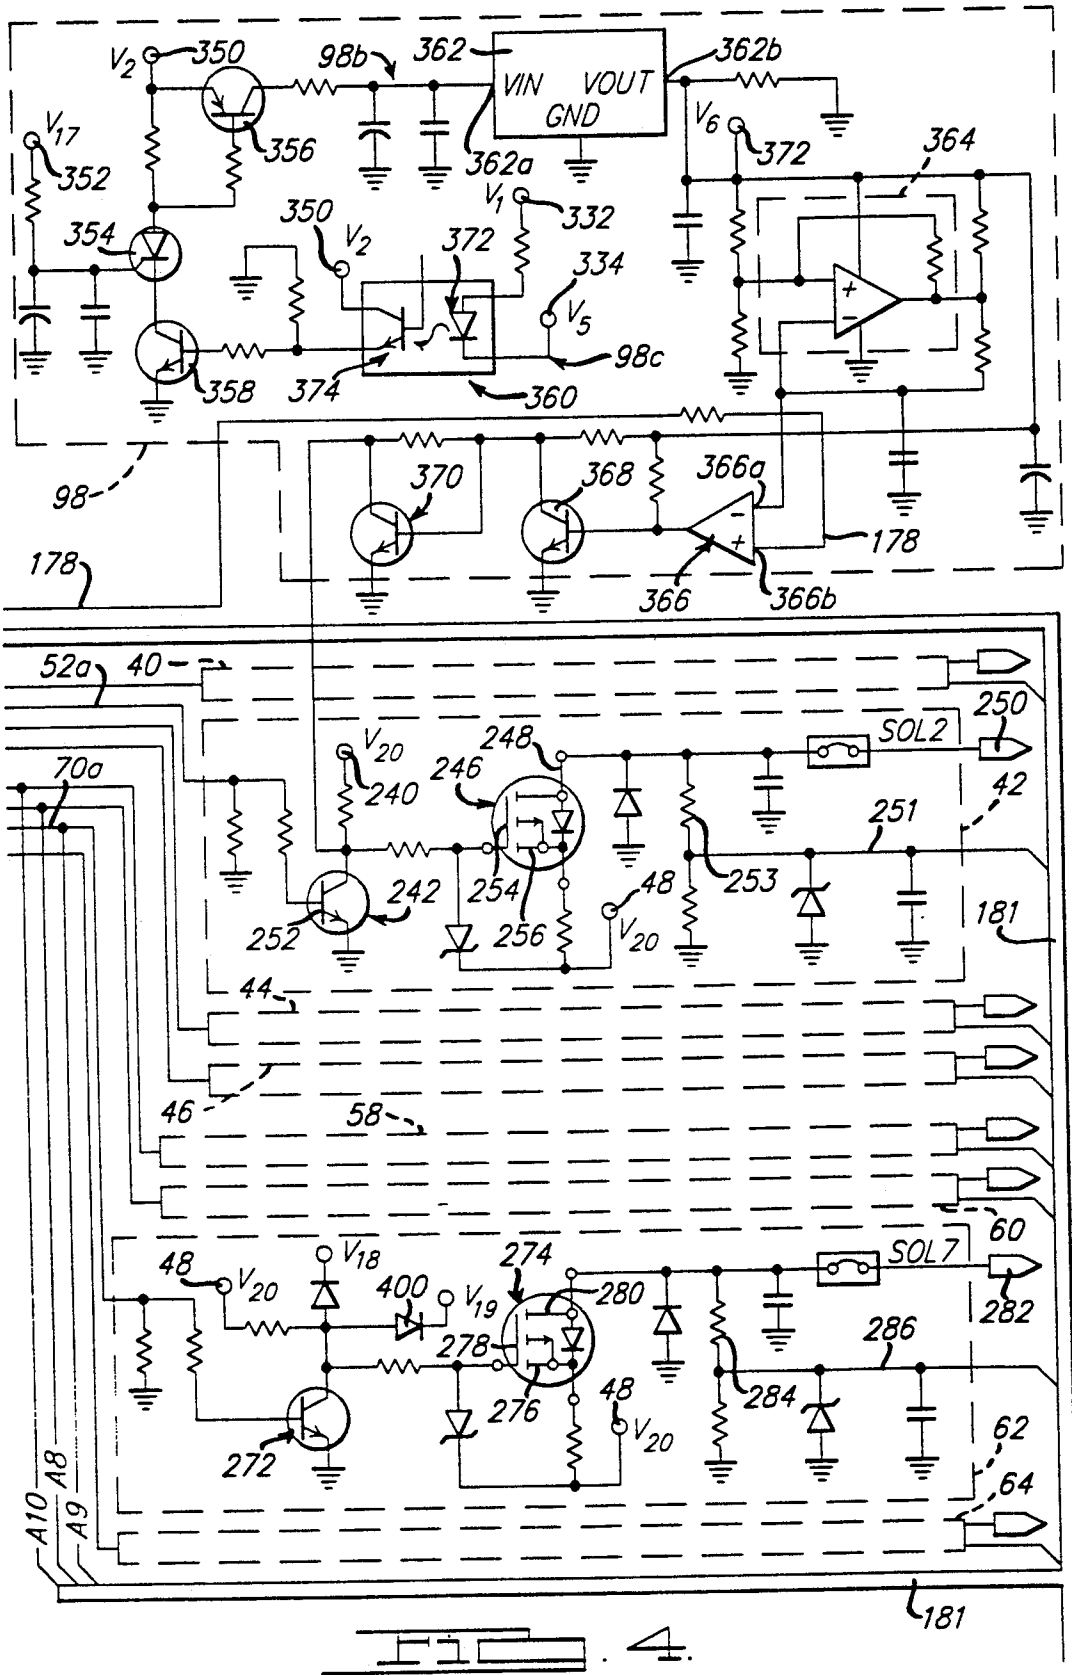 V2 350 98b 362 362b
VIN VOUT
GND
V17 352 356 362a V6 372 364
V1 332
354 350 V2 372 334
V5
+
−
358 374 360 98c
98 370 368 366a
−
+
178
178 366 366b
52a 40
250
V20 248 SOL2
70a 240 246 42
251
254 253
252 242 256 48 V20
181
44
46
58
60
48 V20 V18 400 V19 274 280 SOL7
282
278 286
276 48 284
272 V20
62
64
A10 A8 A9
181
FIG. 4.